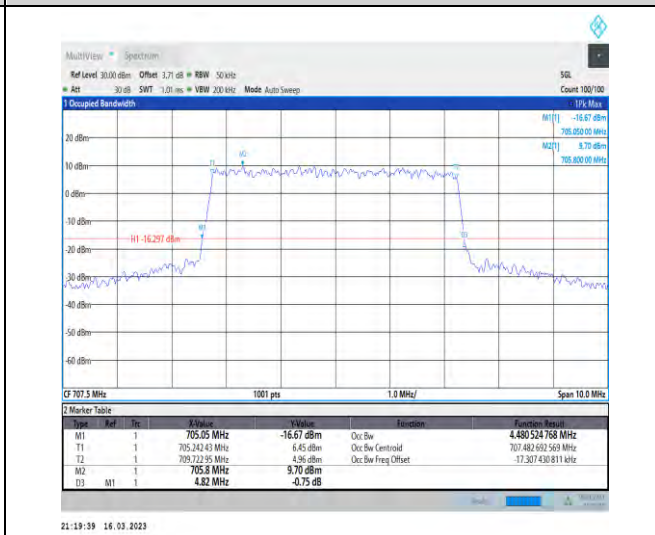 MultiView Spectrum
Ref Level 30.00 dBm Offset 3.71 dB RBW 50 kHz SGL
Att 30 dB SWT 1.01 ms VBW 200 kHz Mode Auto Sweep Count 100/100
1 Occupied Bandwidth 1Pk Max
M1[1] -16.67 dBm
705.050 00 MHz
M2[1] 9.70 dBm
705.800 00 MHz
20 dBm
10 dBm
0 dBm
-10 dBm
-20 dBm
-30 dBm
-40 dBm
-50 dBm
-60 dBm
T1
M2
T2
M1
D3
H1 -16.297 dBm
CF 707.5 MHz 1001 pts 1.0 MHz/ Span 10.0 MHz
2 Marker Table
Type Ref Trc X-Value Y-Value Function Function Result
M1 1 705.05 MHz -16.67 dBm Occ Bw 4.480 524 768 MHz
T1 1 705.242 43 MHz 6.45 dBm Occ Bw Centroid 707.482 692 569 MHz
T2 1 709.722 95 MHz 4.96 dBm Occ Bw Freq Offset -17.307 430 811 kHz
M2 1 705.8 MHz 9.70 dBm
D3 M1 1 4.82 MHz -0.75 dB
21:19:39 16.03.2023